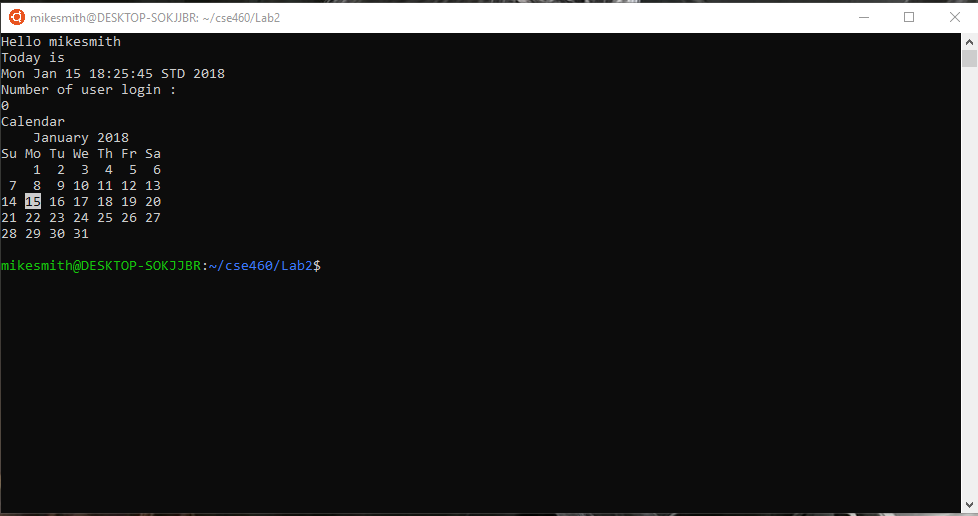 mikesmith@DESKTOP-SOKJJBR: ~/cse460/Lab2
Hello mikesmith
Today is
Mon Jan 15 18:25:45 STD 2018
Number of user login :
0
Calendar
    January 2018
Su Mo Tu We Th Fr Sa
    1  2  3  4  5  6
 7  8  9 10 11 12 13
14 15 16 17 18 19 20
21 22 23 24 25 26 27
28 29 30 31
mikesmith@DESKTOP-SOKJJBR:~/cse460/Lab2$